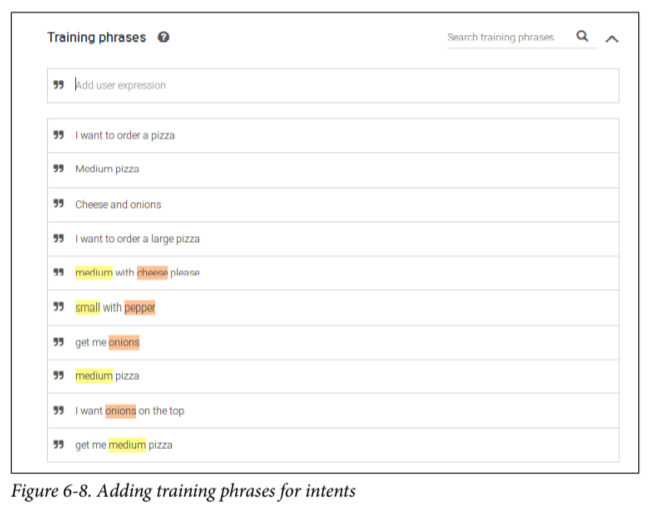 Training phrases
Search training phrases
Add user expression
I want to order a pizza
Medium pizza
Cheese and onions
I want to order a large pizza
medium with cheese please
small with pepper
get me onions
medium pizza
I want onions on the top
get me medium pizza
Figure 6-8. Adding training phrases for intents